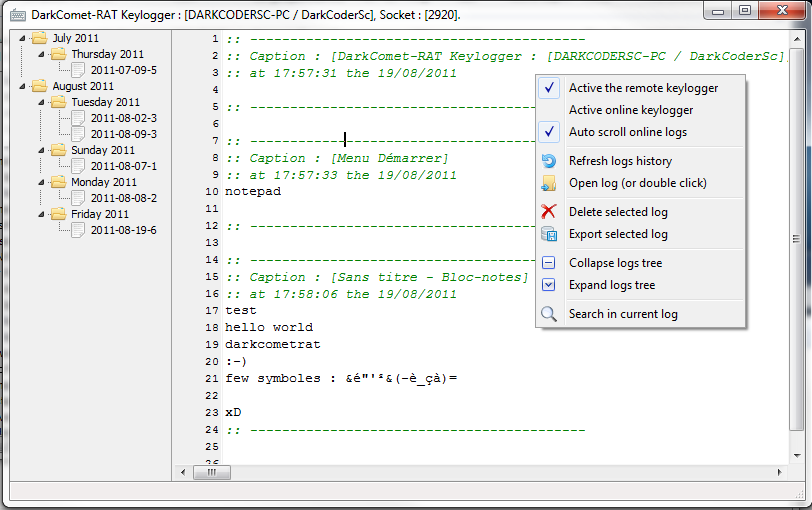 DarkComet-RAT Keylogger : [DARKCODERSC-PC / DarkCoderSc], Socket : [2920].
July 2011
Thursday 2011
2011-07-09-5
August 2011
Tuesday 2011
2011-08-02-3
2011-08-09-3
Sunday 2011
2011-08-07-1
Monday 2011
2011-08-08-2
Friday 2011
2011-08-19-6
1 :: ------------------------------------------
2 :: Caption : [DarkComet-RAT Keylogger : [DARKCODERSC-PC / DarkCoderSc],
3 :: at 17:57:31 the 19/08/2011
4
5 :: ------------------------------------
6
7 :: ------------------------------------
8 :: Caption : [Menu Démarrer]
9 :: at 17:57:33 the 19/08/2011
10 notepad
11
12 :: ------------------------------------
13
14 :: ------------------------------------
15 :: Caption : [Sans titre - Bloc-notes]
16 :: at 17:58:06 the 19/08/2011
17 test
18 hello world
19 darkcometrat
20 :-)
21 few symboles : &é"'²&(-è_çà)=
22
23 xD
24 :: ------------------------------------------
25
26
Active the remote keylogger
Active online keylogger
Auto scroll online logs
Refresh logs history
Open log (or double click)
Delete selected log
Export selected log
Collapse logs tree
Expand logs tree
Search in current log